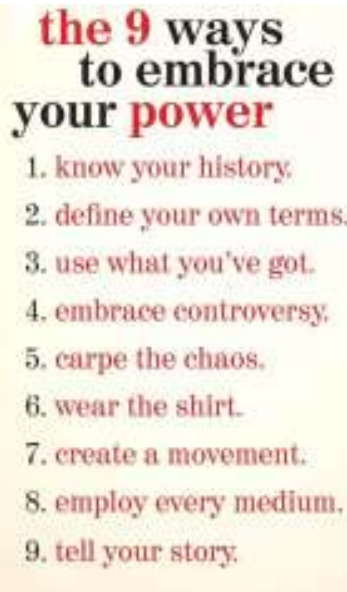 the 9 ways
to embrace
your power
1. know your history.
2. define your own terms.
3. use what you've got.
4. embrace controversy.
5. carpe the chaos.
6. wear the shirt.
7. create a movement.
8. employ every medium.
9. tell your story.